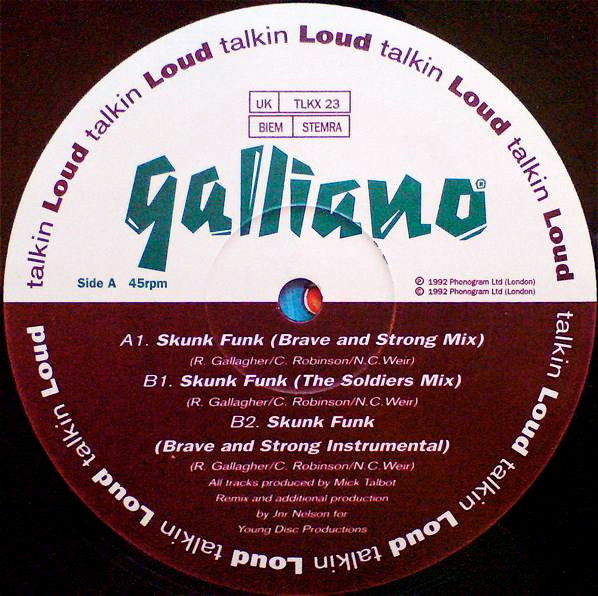 talkin Loud talkin Loud talkin Loud talkin Loud
UK TLKX 23
BIEM STEMRA
galliano®
Side A 45rpm
℗ 1992 Phonogram Ltd (London)
© 1992 Phonogram Ltd (London)
A1. Skunk Funk (Brave and Strong Mix)
(R. Gallagher/C. Robinson/N.C.Weir)
B1. Skunk Funk (The Soldiers Mix)
(R. Gallagher/C. Robinson/N.C.Weir)
B2. Skunk Funk
(Brave and Strong Instrumental)
(R. Gallagher/C. Robinson/N.C.Weir)
All tracks produced by Mick Talbot
Remix and additional production
by Jnr Nelson for
Young Disc Productions
talkin Loud talkin Loud talkin Loud talkin Loud talkin Loud